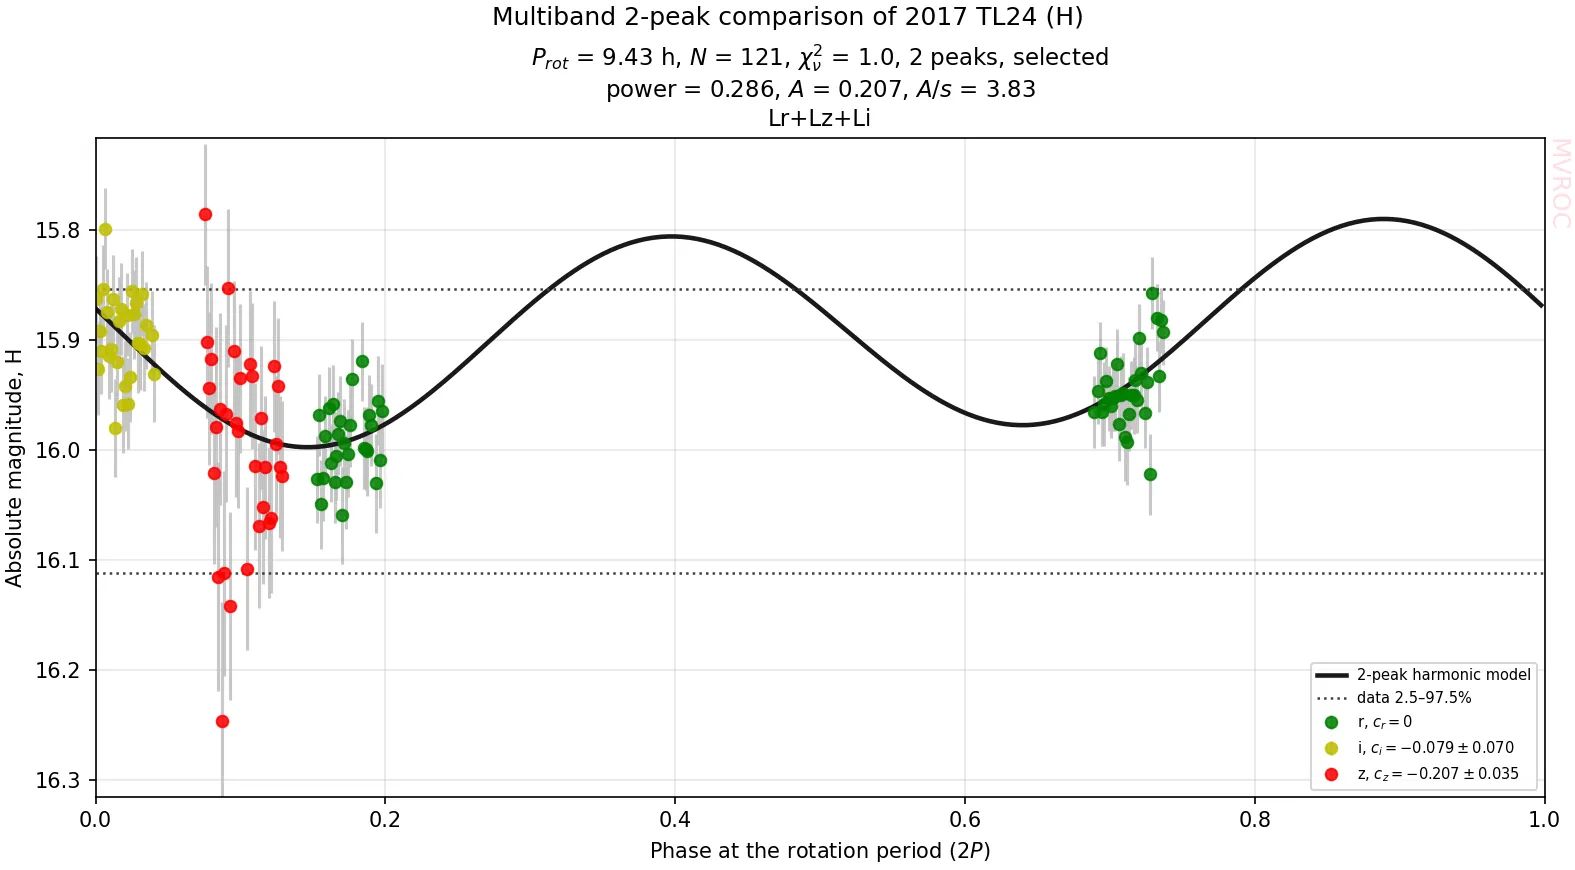 Multiband 2-peak comparison of 2017 TL24 (H)
P_rot = 9.43 h, N = 121, χ²_ν = 1.0, 2 peaks, selected
power = 0.286, A = 0.207, A/s = 3.83
Lr+Lz+Li
MVROC
Absolute magnitude, H
15.8
15.9
16.0
16.1
16.2
16.3
2-peak harmonic model
data 2.5–97.5%
r, c_r = 0
i, c_i = −0.079 ± 0.070
z, c_z = −0.207 ± 0.035
0.0 0.2 0.4 0.6 0.8 1.0
Phase at the rotation period (2P)